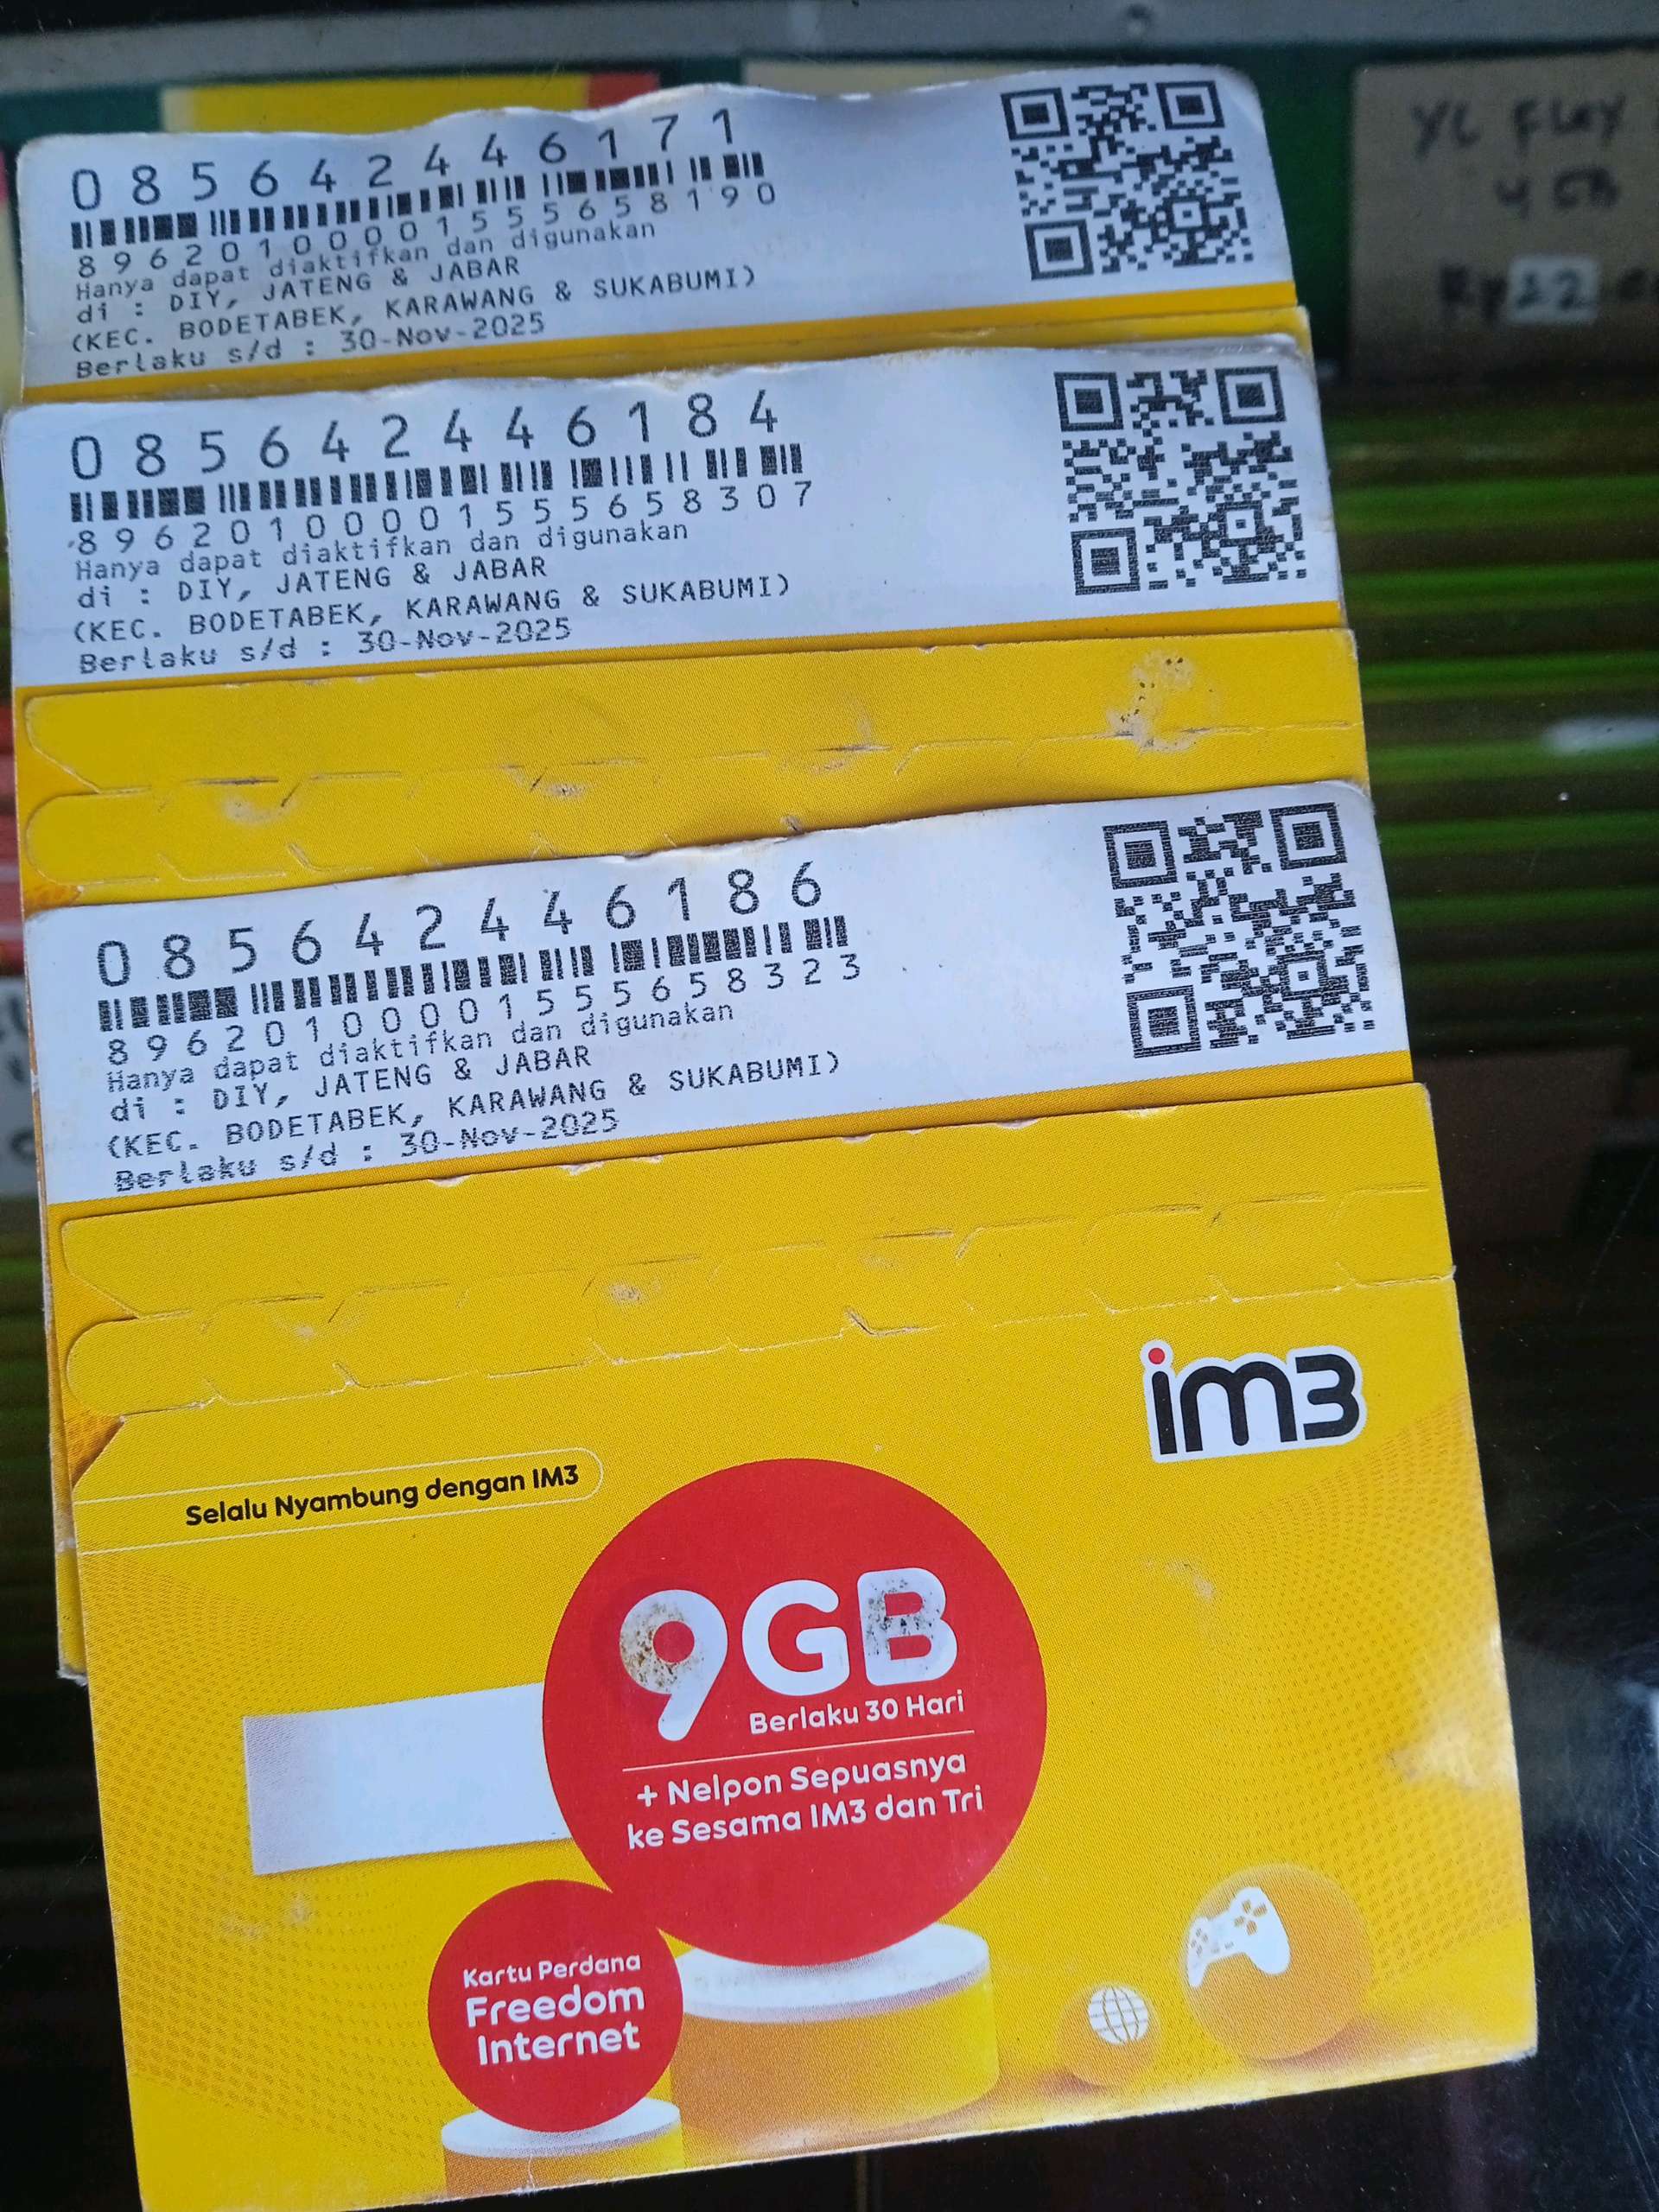 085642446171
89620100001555658190
Hanya dapat diaktifkan dan digunakan
di : DIY, JATENG & JABAR
(KEC. BODETABEK, KARAWANG & SUKABUMI)
Berlaku s/d : 30-Nov-2025
085642446184
89620100001555658307
Hanya dapat diaktifkan dan digunakan
di : DIY, JATENG & JABAR
(KEC. BODETABEK, KARAWANG & SUKABUMI)
Berlaku s/d : 30-Nov-2025
085642446186
89620100001555658323
Hanya dapat diaktifkan dan digunakan
di : DIY, JATENG & JABAR
(KEC. BODETABEK, KARAWANG & SUKABUMI)
Berlaku s/d : 30-Nov-2025
im3
Selalu Nyambung dengan IM3
9GB
Berlaku 30 Hari
+ Nelpon Sepuasnya
ke Sesama IM3 dan Tri
Kartu Perdana
Freedom
Internet